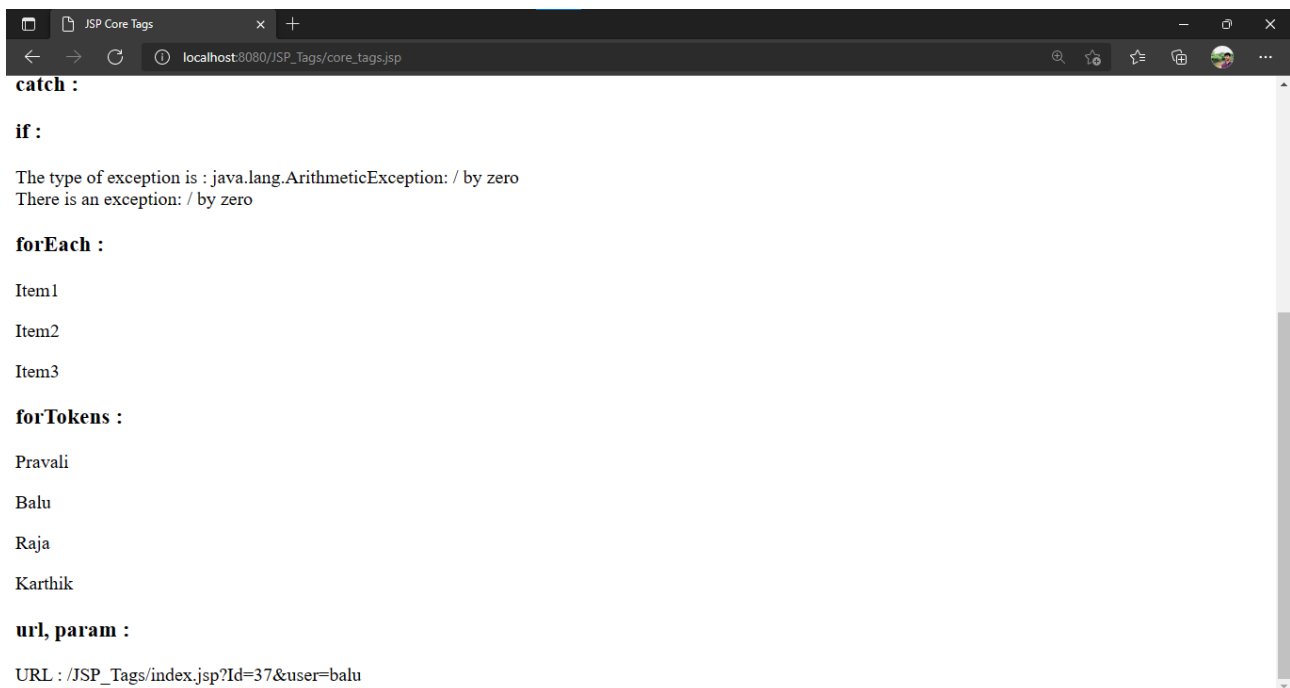 JSP Core Tags
localhost:8080/JSP_Tags/core_tags.jsp
catch :
if :
The type of exception is : java.lang.ArithmeticException: / by zero
There is an exception: / by zero
forEach :
Item1
Item2
Item3
forTokens :
Pravali
Balu
Raja
Karthik
url, param :
URL : /JSP_Tags/index.jsp?Id=37&user=balu